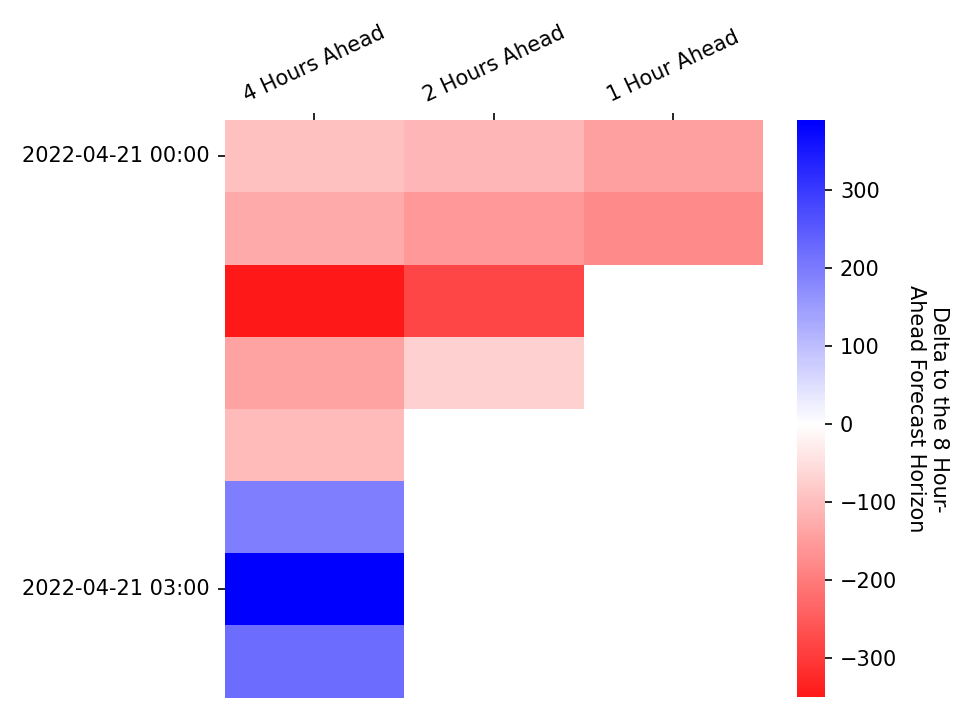 4 Hours Ahead
2 Hours Ahead
1 Hour Ahead
2022-04-21 00:00
2022-04-21 03:00
300
200
100
0
−100
−200
−300
Delta to the 8 Hour-
Ahead Forecast Horizon